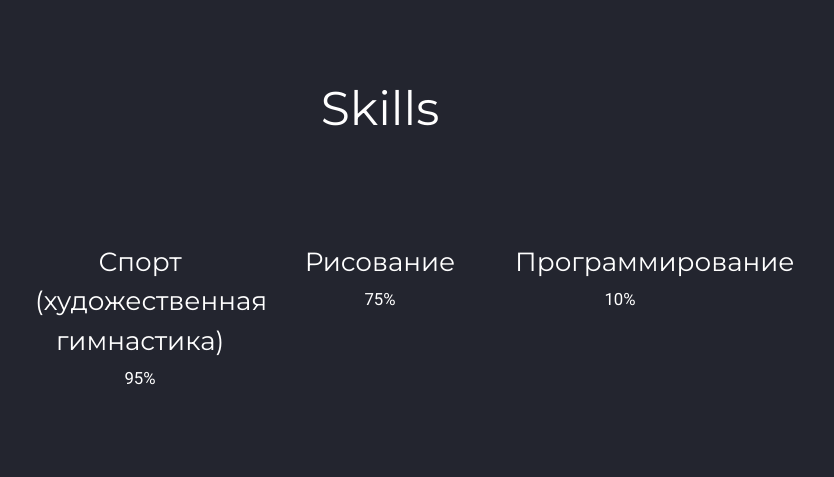 Skills
Спорт
(художественная
гимнастика)
95%
Рисование
75%
Программирование
10%